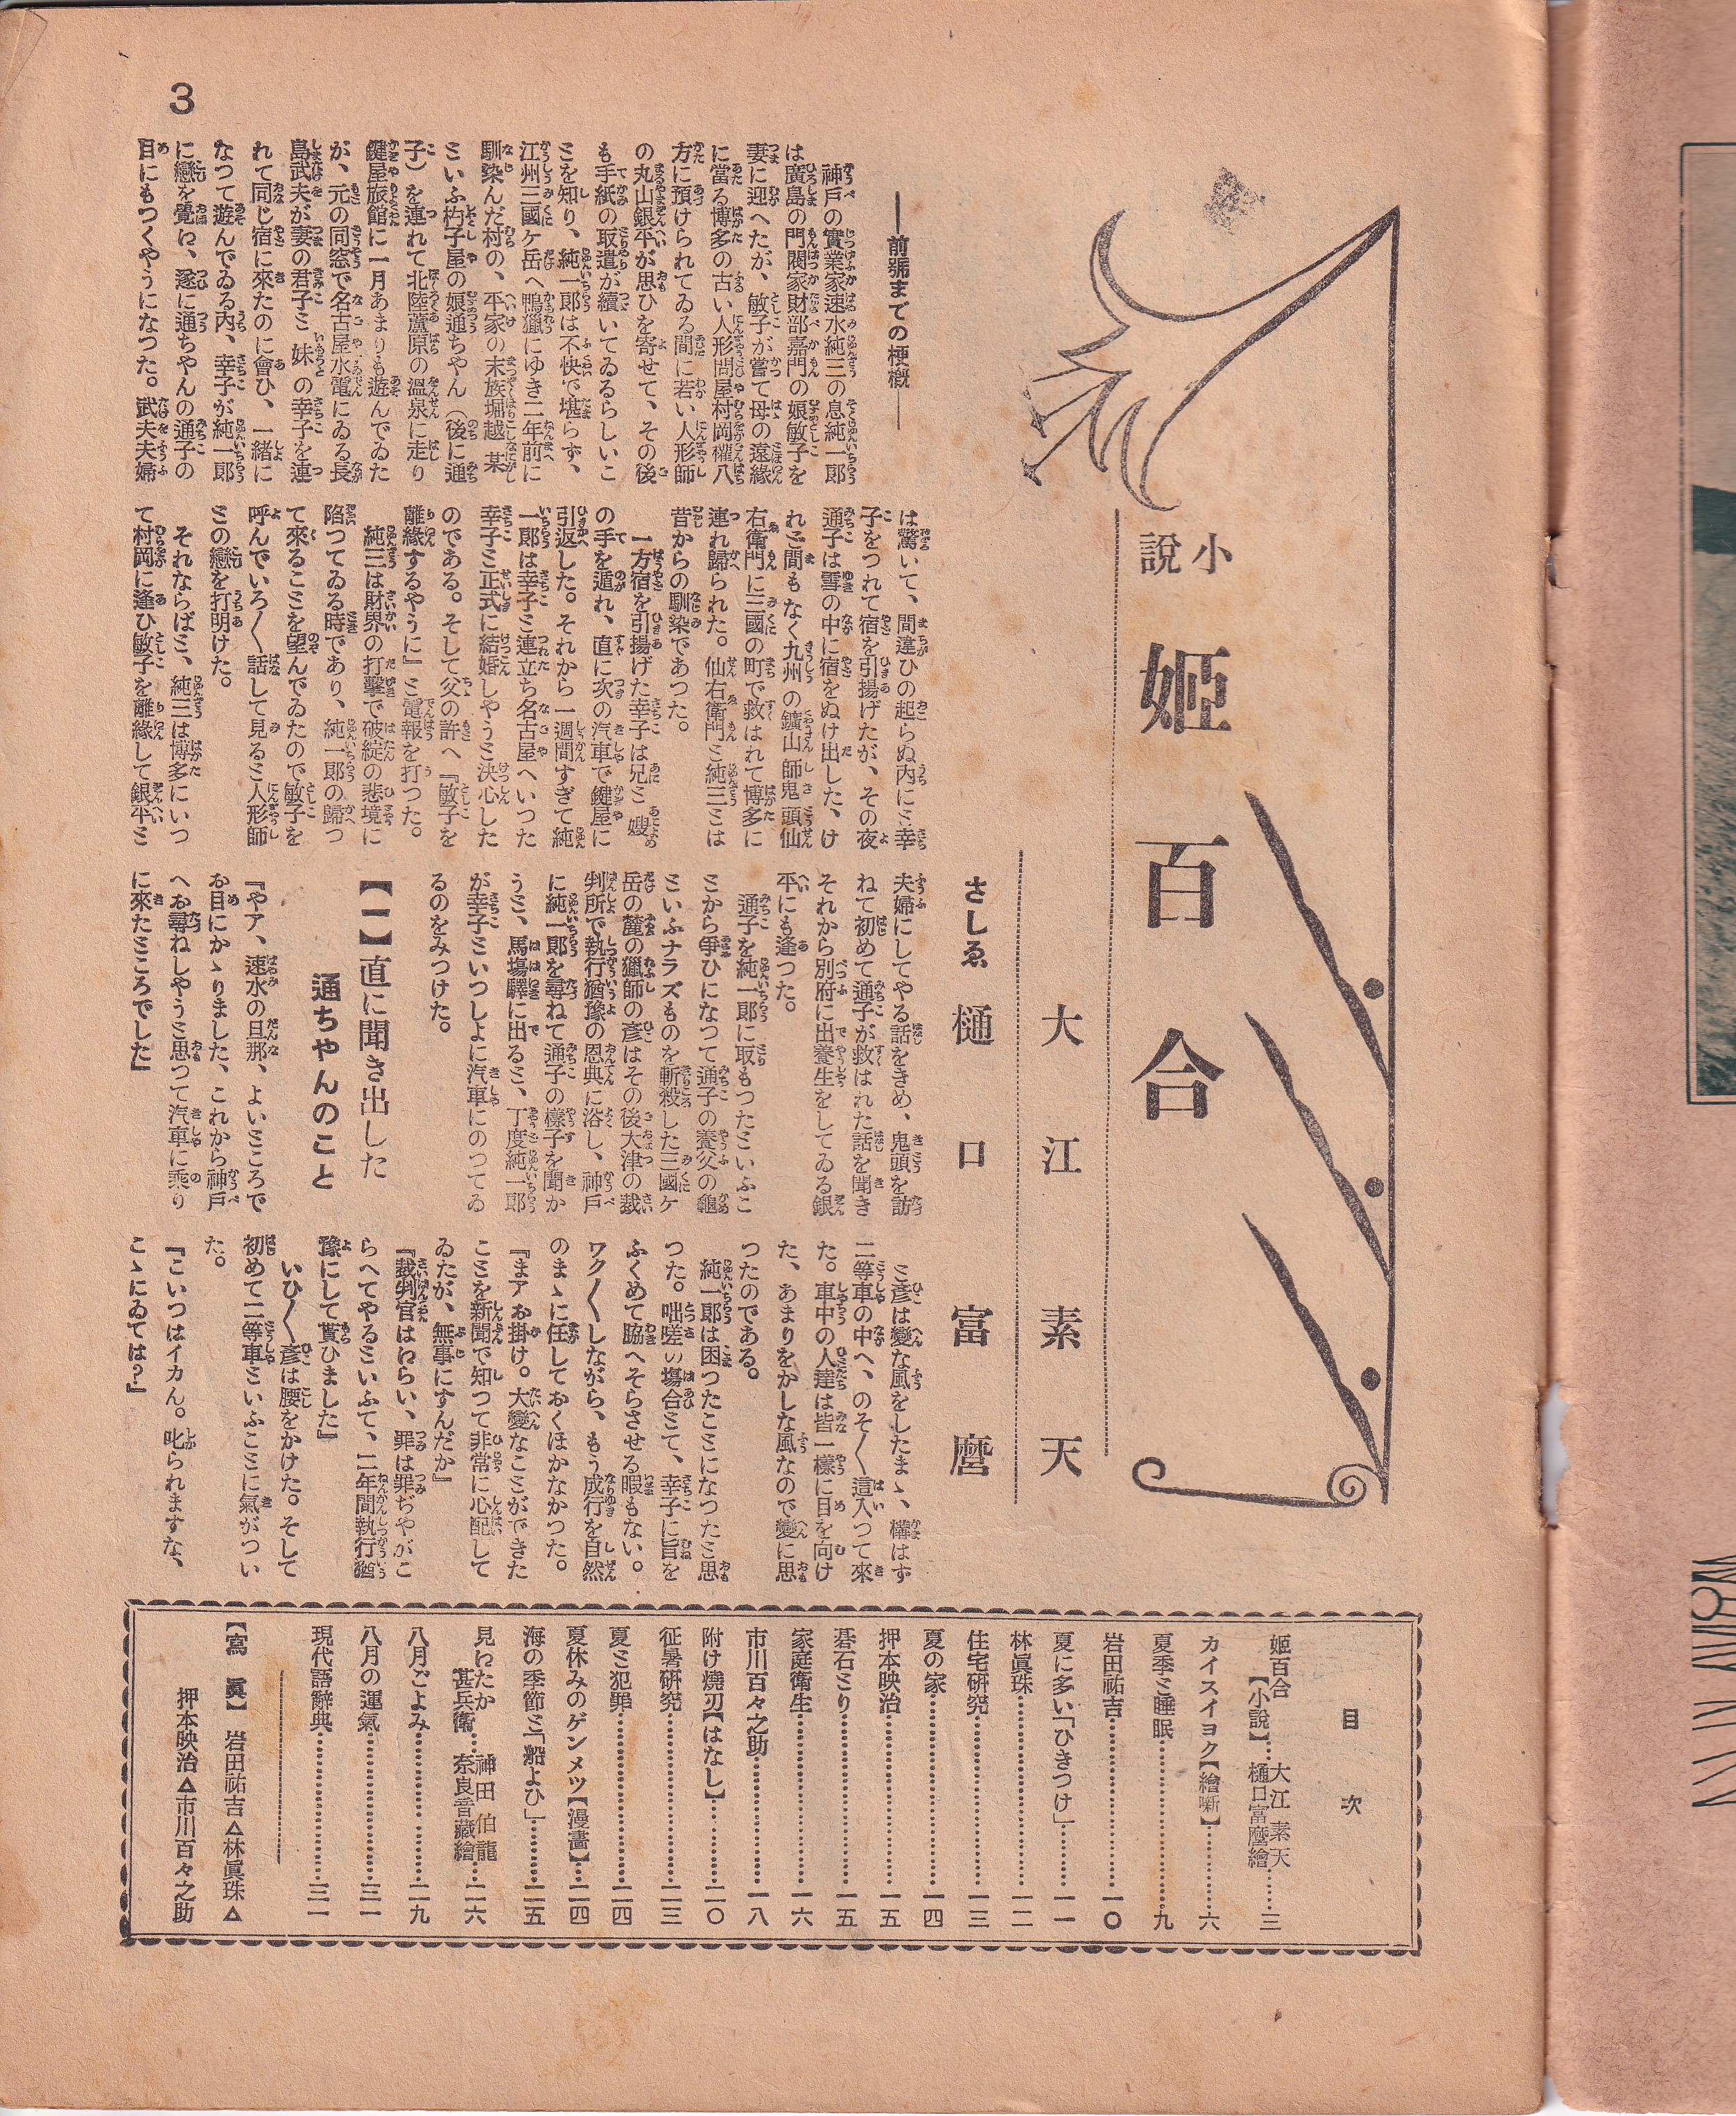 小說
姬百合
大江素天
さしゑ 樋口富麿
――前號までの梗槪――
神戸の實業家速水純三の息純一郞
は廣島の門閥家財部嘉門の娘敏子を
妻に迎へたが、敏子が嘗て母の遠緣
に當る博多の古い人形問屋村岡權八
方に預けられてゐる間に若い人形師
の丸山銀平が思ひを寄せて、その後
も手紙の取遣が續いてゐるらしいこ
とを知り、純一郞は不快で堪らず、
江州三國ケ岳へ鴨獵にゆき二年前に
馴染んだ村の、平家の末族堀越某
といふ杓子屋の娘通ちやん（後に通
子）を連れて北陸蘆原の溫泉に走り
鍵屋旅館に一月あまりも遊んでゐた
が、元の同窓で名古屋水電にゐる長
島武夫が妻の君子と妹の幸子を連
れて同じ宿に來たのに會ひ、一緒に
なつて遊んでゐる內、幸子が純一郞
に戀を覺え、遂に通ちやんの通子の
目にもつくやうになつた。武夫夫婦
は驚いて、間違ひの起らぬ內にと幸
子をつれて宿を引揚げたが、その夜
通子は雪の中に宿をぬけ出した、け
れど間もなく九州の鑛山師鬼頭仙
右衞門に三國の町で救はれて博多に
連れ歸られた。仙右衞門と純三とは
昔からの馴染であつた。
一方宿を引揚げた幸子は兄と嫂
の手を遁れ、直に次の汽車で鍵屋に
引返した。それから一週間すぎて純
一郞は幸子と連立ち名古屋へいつた
幸子と正式に結婚しやうと決心した
のである。そして父の許へ『敏子を
離緣するやうに』と電報を打つた。
純三は財界の打擊で破綻の悲境に
陷つてゐる時であり、純一郞の歸つ
て來ることを望んでゐたので敏子を
呼んでいろ〱話して見ると人形師
との戀を打明けた。
それならばと、純三は博多にいつ
て村岡に逢ひ敏子を離緣して銀平と
夫婦にしてやる話をきめ、鬼頭を訪
ねて初めて通子が救はれた話を聞き
それから別府に出養生をしてゐる銀
平にも逢つた。
通子を純一郞に取もつたといふこ
とから爭ひになつて通子の養父の龜
といふナラズものを斬殺した三國ケ
岳の麓の獵師の彥はその後大津の裁
判所で執行猶豫の恩典に浴し、神戸
に純一郞を尋ねて通子の樣子を聞か
うと、馬場驛に出ると、丁度純一郞
が幸子といつしよに汽車にのつてゐ
るのをみつけた。
【一】直に聞き出した
通ちやんのこと
『やア、速水の旦那、よいところで
お目にかゝりました、これから神戸
へお尋ねしやうと思つて汽車に乘り
に來たところでした』
と彥は變な風をしたまゝ、構はず
二等車の中へ、のそ〱這入つて來
た。車中の人達は皆一樣に目を向け
た、あまりをかしな風なので變に思
つたのである。
純一郞は困つたことになつたと思
つた。咄嗟の場合とて、幸子に旨を
ふくめて脇へそらさせる暇もない。
ワク〱しながら、もう成行を自然
のまゝに任しておくほかなかつた。
『まアお掛け。大變なことができた
ことを新聞で知つて非常に心配して
ゐたが、無事にすんだか』
『裁判官はえらい、罪は罪ぢやがこ
らへてやるといふて、二年間執行猶
豫にして貰ひました』
いひ〱彥は腰をかけた。そして
初めて二等車といふことに氣がつい
た。
『こいつはイカん。叱られますな、
こゝにゐては？』
目次
姬百合【小說】…大江素天 樋口富麿繪……三
カイスイヨク【繪噺】…………六
夏季と睡眠…………九
岩田祐吉…………一〇
夏に多い「ひきつけ」…………一一
林眞珠…………一二
住宅硏究…………一三
夏の家…………一四
押本映治…………一五
碁石とり…………一五
家庭衞生…………一六
市川百々之助…………一八
附け燒刃【はなし】…………二〇
征暑硏究…………二三
夏と犯罪…………二四
夏休みのゲンメツ【漫畫】…二四
海の季節と「船よひ」…………二五
見えたか甚兵衞…神田伯龍 奈良音藏繪…二六
八月ごよみ…………二九
八月の運氣…………三一
現代語辭典…………三一
【寫眞】岩田祐吉△林眞珠△
押本映治△市川百々之助
3